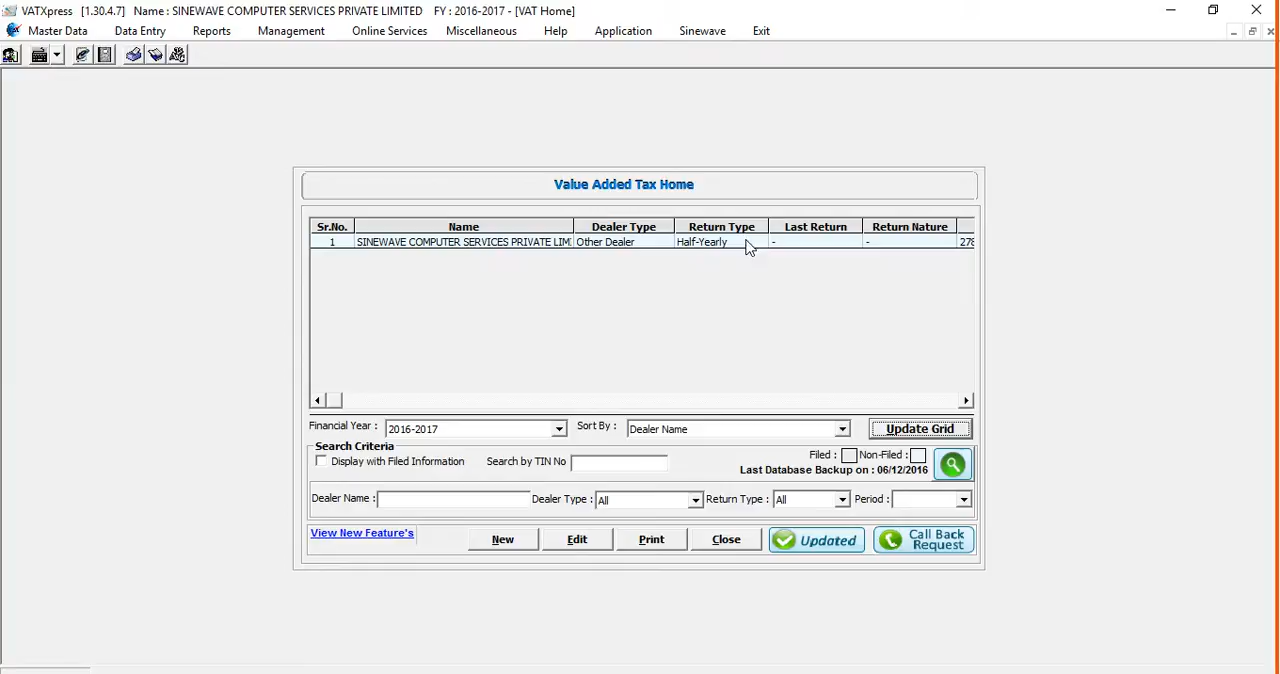 VATXpress [1.30.4.7] Name : SINEWAVE COMPUTER SERVICES PRIVATE LIMITED FY : 2016-2017 - [VAT Home]
Master Data Data Entry Reports Management Online Services Miscellaneous Help Application Sinewave Exit
Value Added Tax Home
Sr.No. Name Dealer Type Return Type Last Return Return Nature
1 SINEWAVE COMPUTER SERVICES PRIVATE LIMI Other Dealer Half-Yearly - - 278
Financial Year : 2016-2017 Sort By : Dealer Name Update Grid
Search Criteria
Display with Filed Information Search by TIN No Filed : Non-Filed :
Last Database Backup on : 06/12/2016
Dealer Name : Dealer Type : All Return Type : All Period :
View New Feature's New Edit Print Close Updated Call Back Request